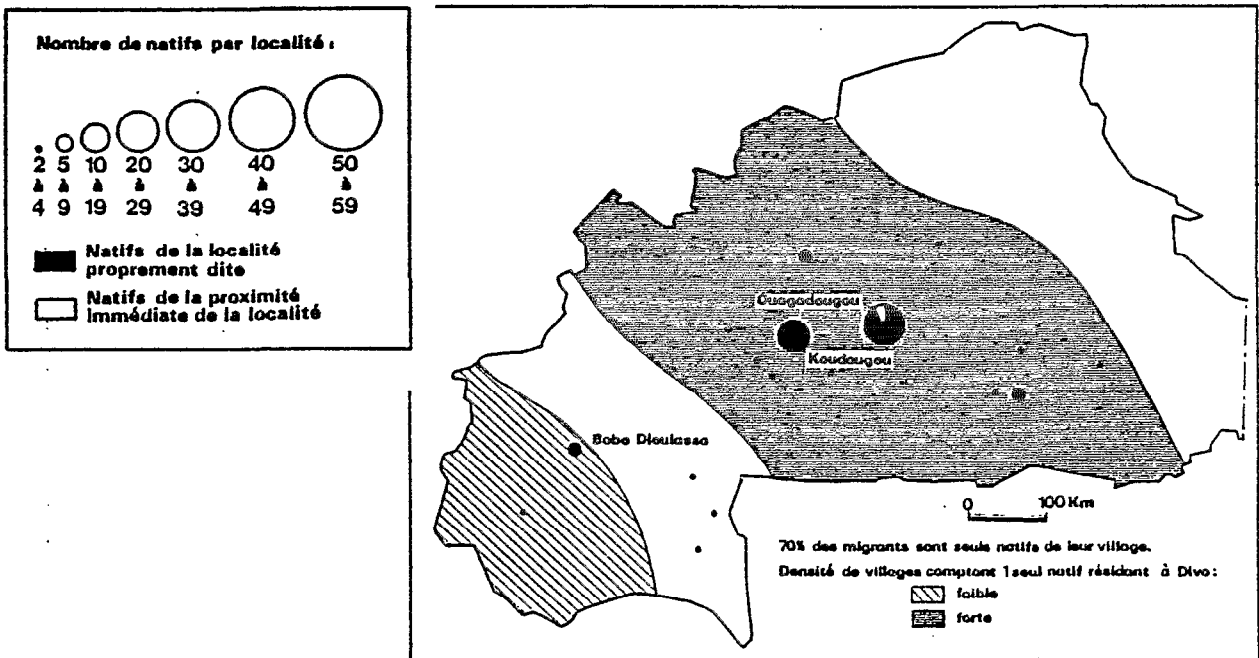 Nombre de natifs par localité :
2 5 10 20 30 40 50
à à à à à à à
4 9 19 29 39 49 59
Natifs de la localité
proprement dite
Natifs de la proximité
immédiate de la localité
Ouagadougou
Koudougou
Bobo Dioulasso
0 100 Km
70% des migrants sont seuls natifs de leur village.
Densité de villages comptant 1 seul natif résidant à Divo :
faible
forte